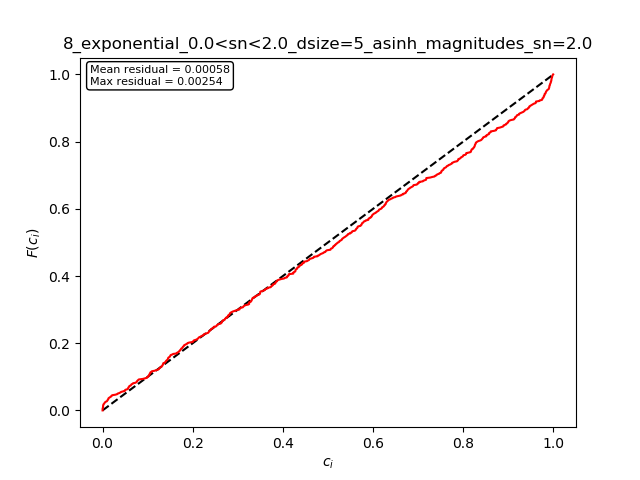 8_exponential_0.0<sn<2.0_dsize=5_asinh_magnitudes_sn=2.0
Mean residual = 0.00058
Max residual = 0.00254
1.0
0.8
0.6
0.4
0.2
0.0
F(c_i)
0.0 0.2 0.4 0.6 0.8 1.0
c_i